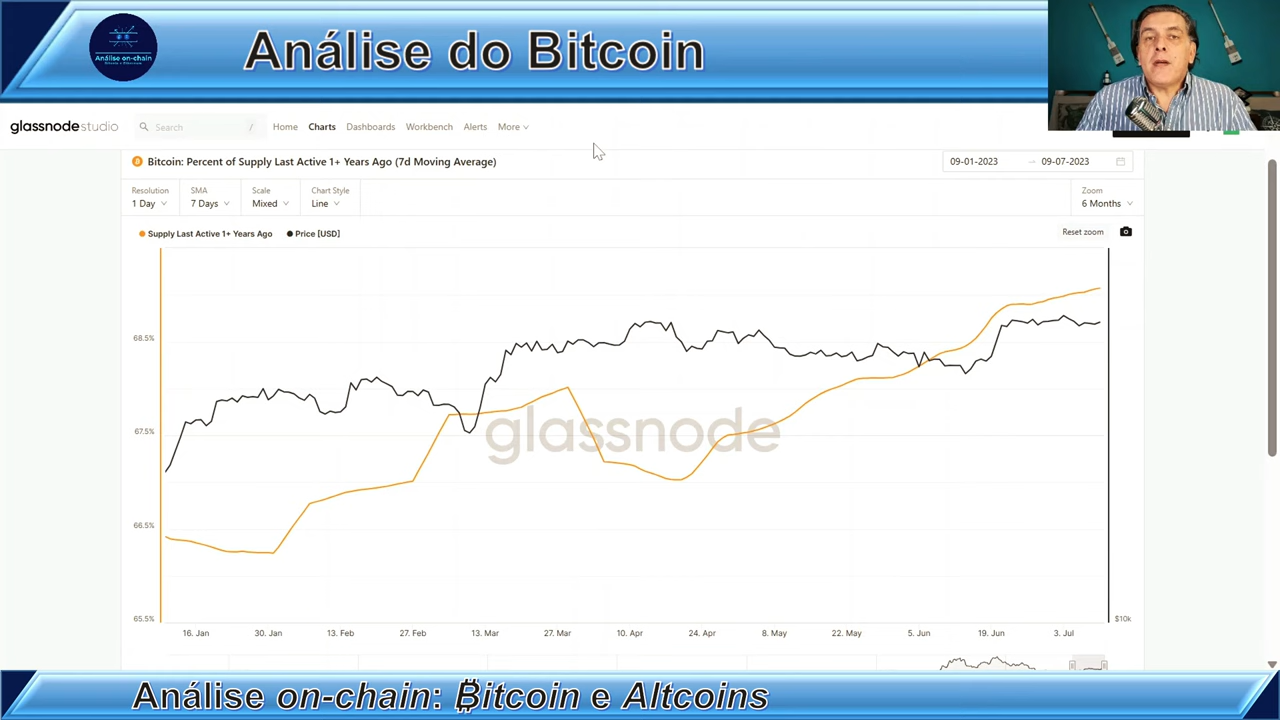 Análise do Bitcoin
Análise on-chain
Bitcoin e Altcoins
glassnode studio
Search /
Home Charts Dashboards Workbench Alerts More
Bitcoin: Percent of Supply Last Active 1+ Years Ago (7d Moving Average)
09-01-2023 → 09-07-2023
Resolution SMA Scale Chart Style Zoom
1 Day 7 Days Mixed Line 6 Months
Supply Last Active 1+ Years Ago Price [USD] Reset zoom
68.5%
67.5%
glassnode
66.5%
65.5% $10k
16. Jan 30. Jan 13. Feb 27. Feb 13. Mar 27. Mar 10. Apr 24. Apr 8. May 22. May 5. Jun 19. Jun 3. Jul
Análise on-chain: ₿itcoin e Altcoins